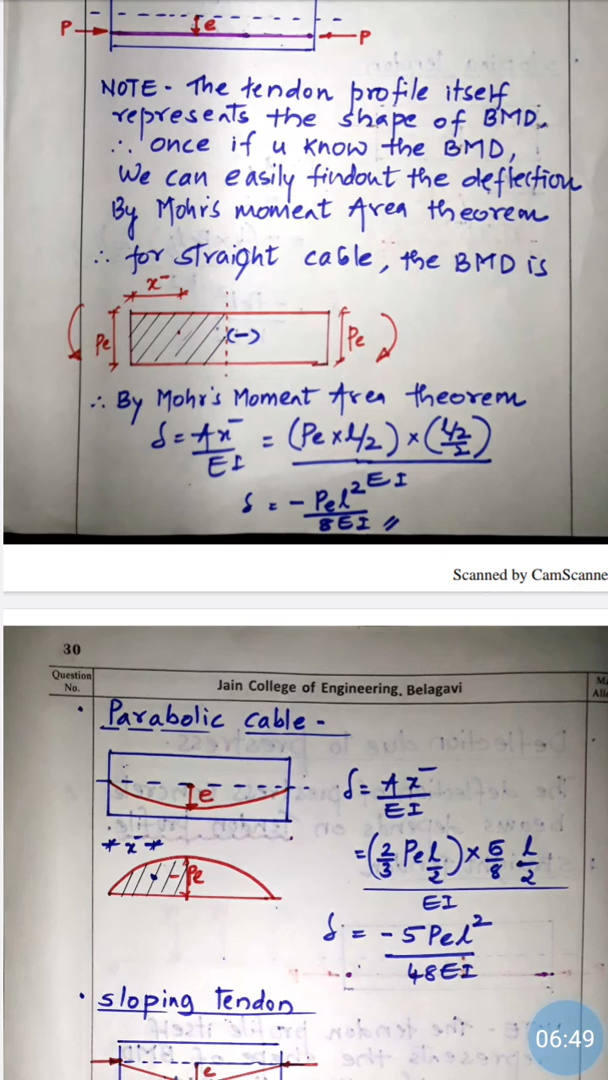 e
P
P
NOTE - The tendon profile itself
represents the shape of BMD.
∴ once if u know the BMD,
we can easily findout the deflection
By Mohr's moment Area theorem
∴ for straight cable, the BMD is
x̄
Pe (-) Pe
∴ By Mohr's Moment Area theorem
δ = Ax̄/EI = (Pe x L/2) x (L/2/2) / EI
δ = - Pel²/8EI //
Scanned by CamScanne
30
Question
No.
Jain College of Engineering, Belagavi
M
All
• Parabolic cable -
e
δ = Ax̄/EI
x̄
-Pe
= (2/3 Pe l/2) x 5/8 l/2 / EI
δ = - 5Pel²/48EI
• sloping tendon
e
06:49